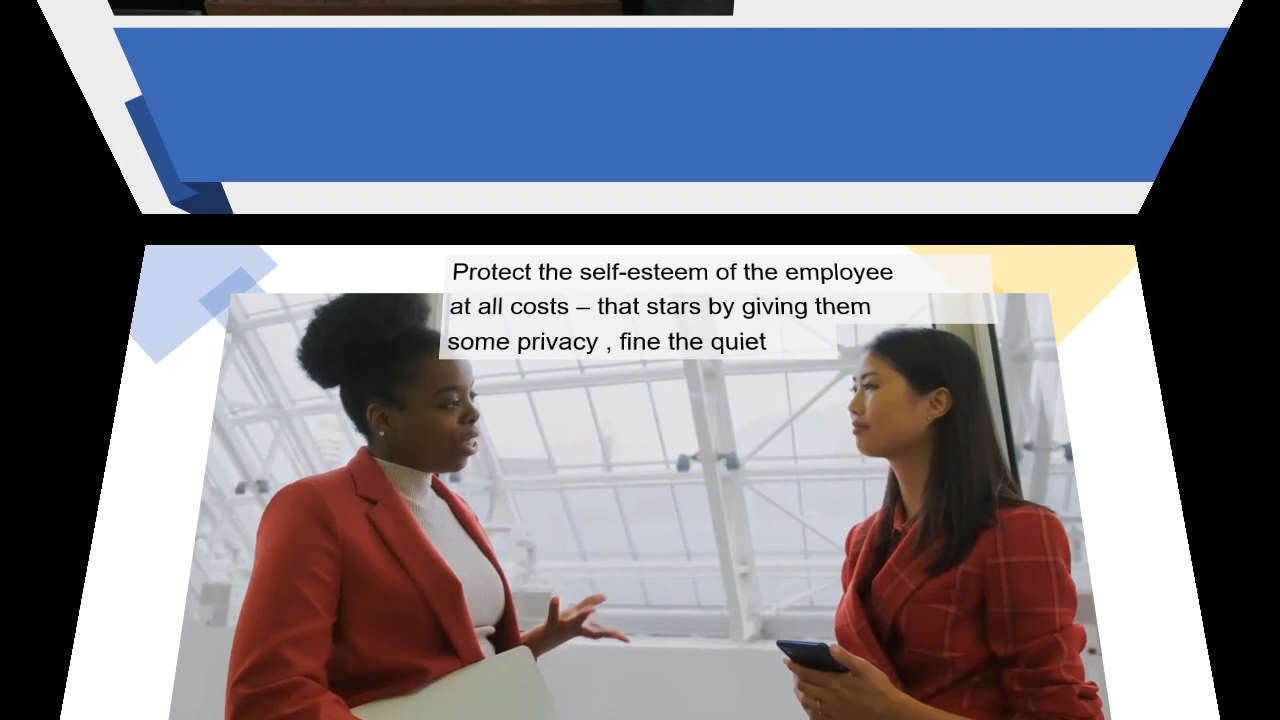 Protect the self-esteem of the employee
at all costs – that stars by giving them
some privacy , fine the quiet